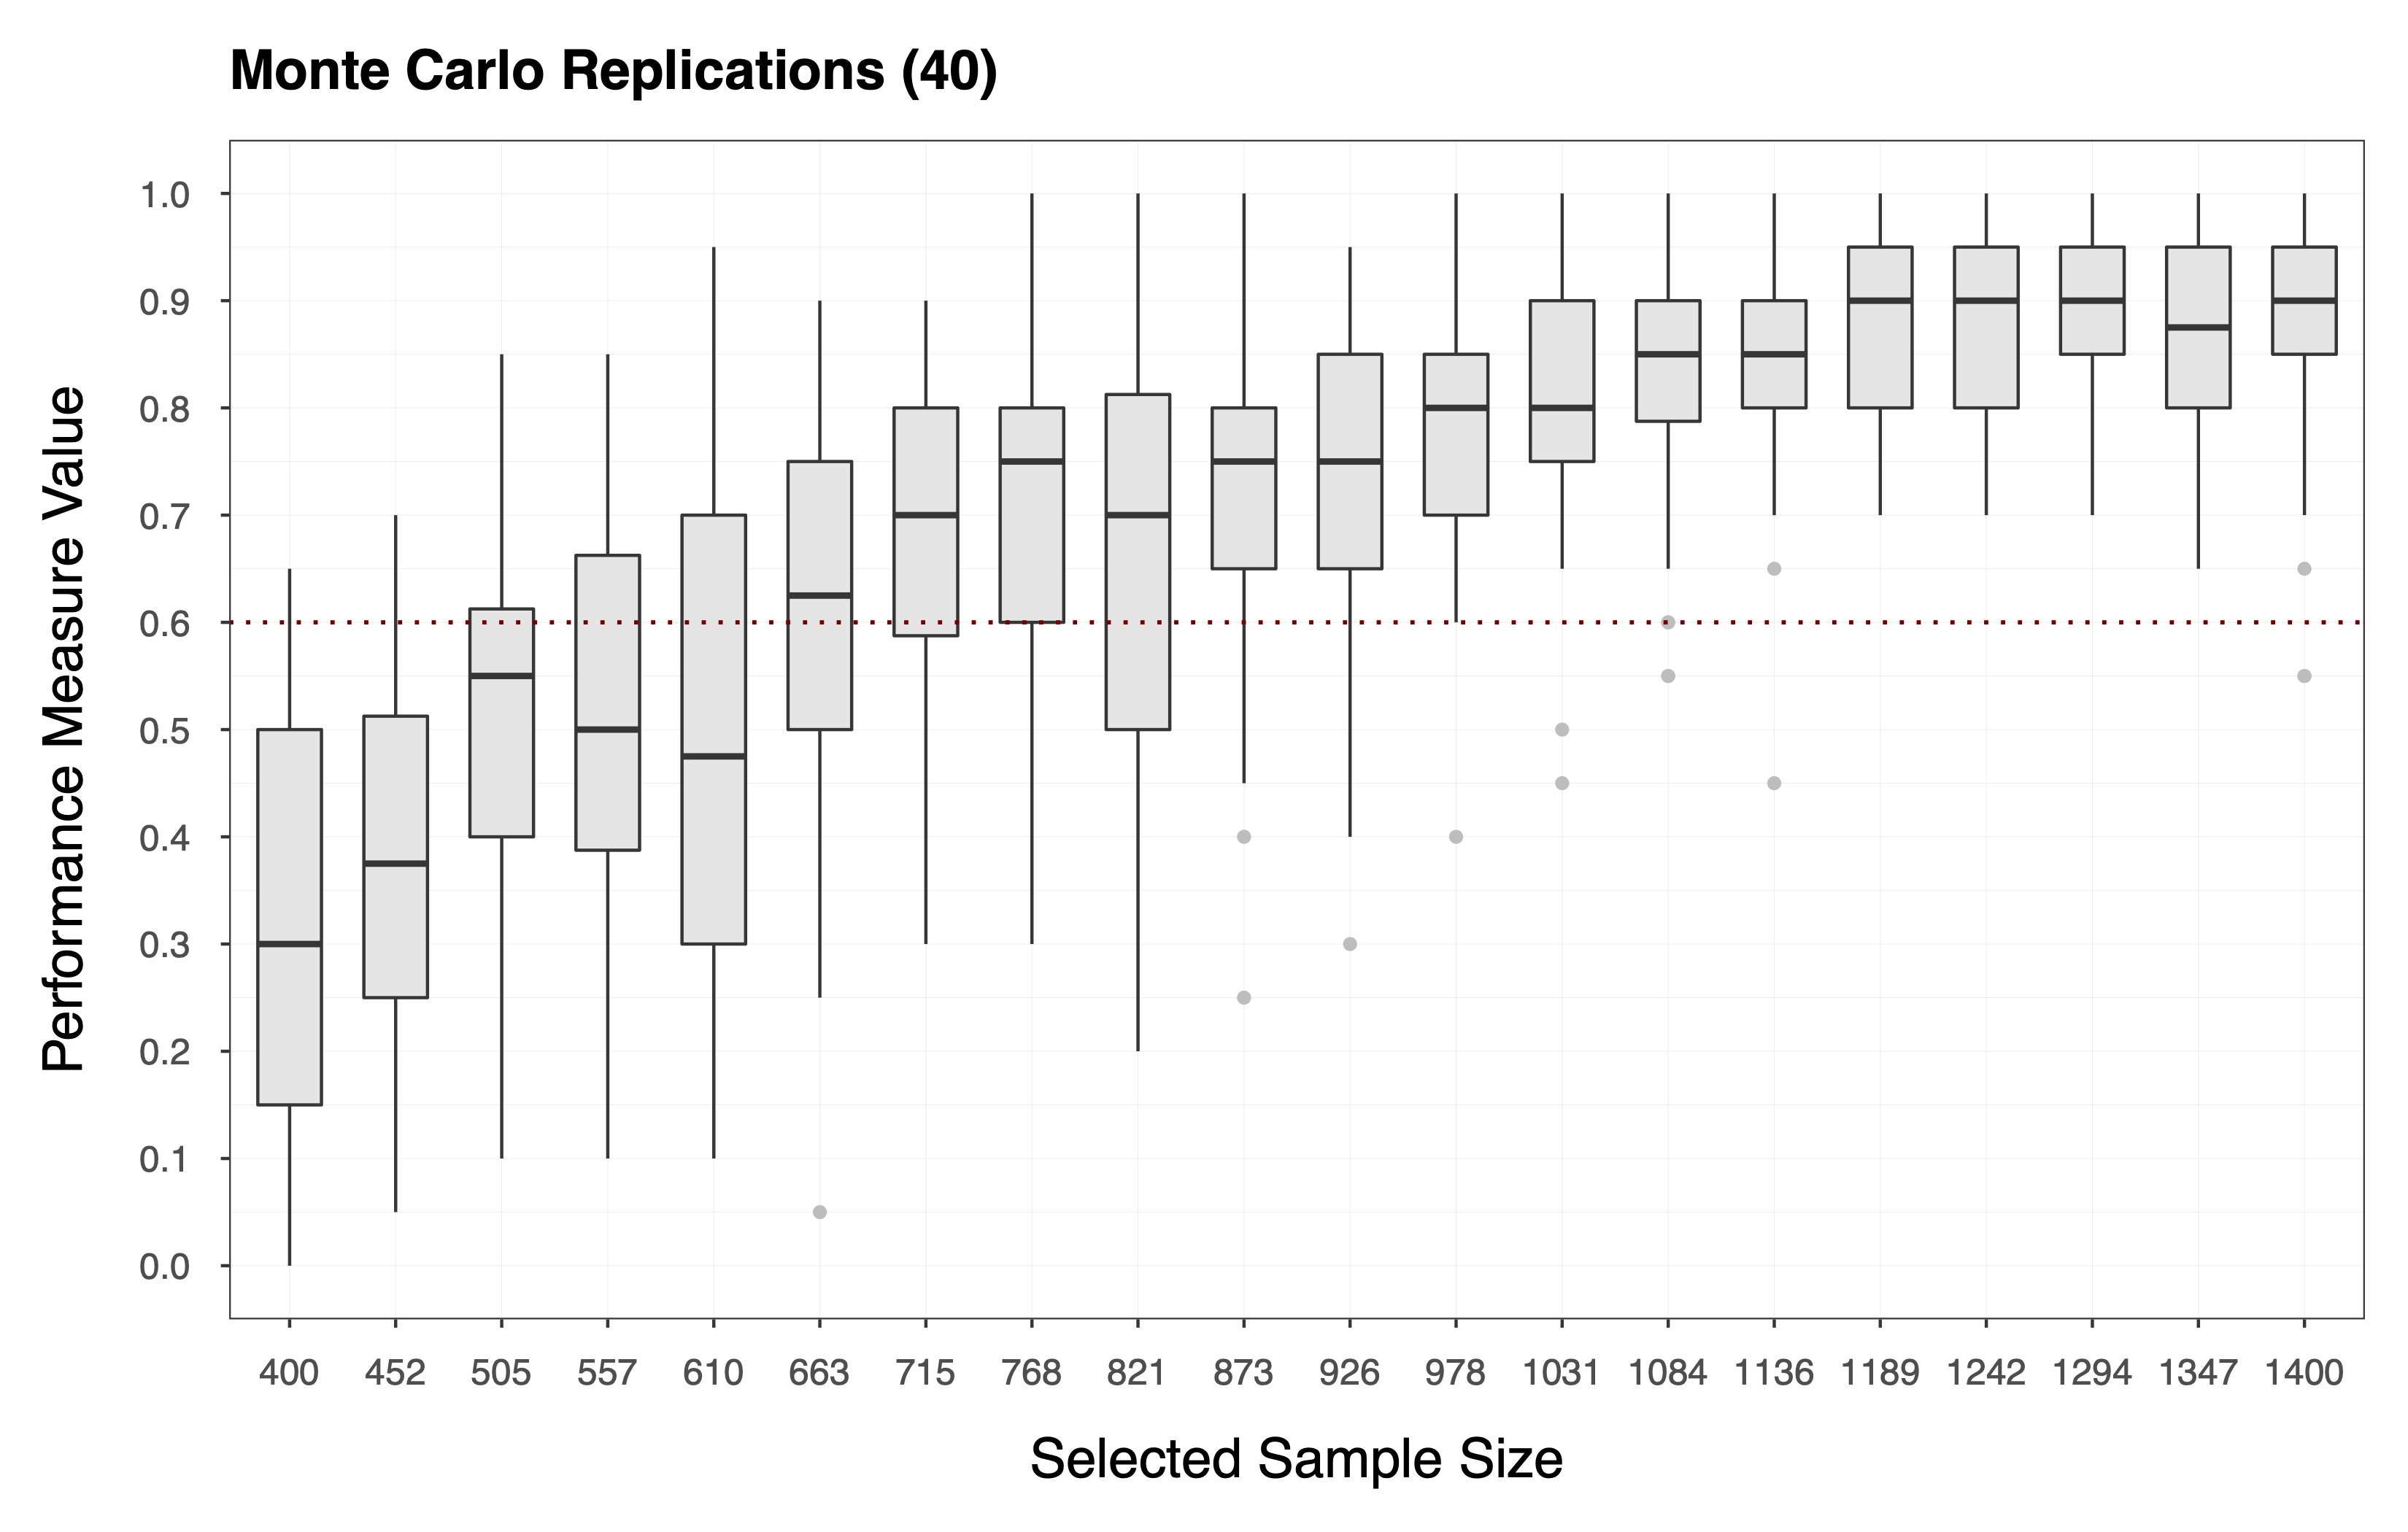 Monte Carlo Replications (40)
Performance Measure Value
1.0
0.9
0.8
0.7
0.6
0.5
0.4
0.3
0.2
0.1
0.0
400 452 505 557 610 663 715 768 821 873 926 978 1031 1084 1136 1189 1242 1294 1347 1400
Selected Sample Size